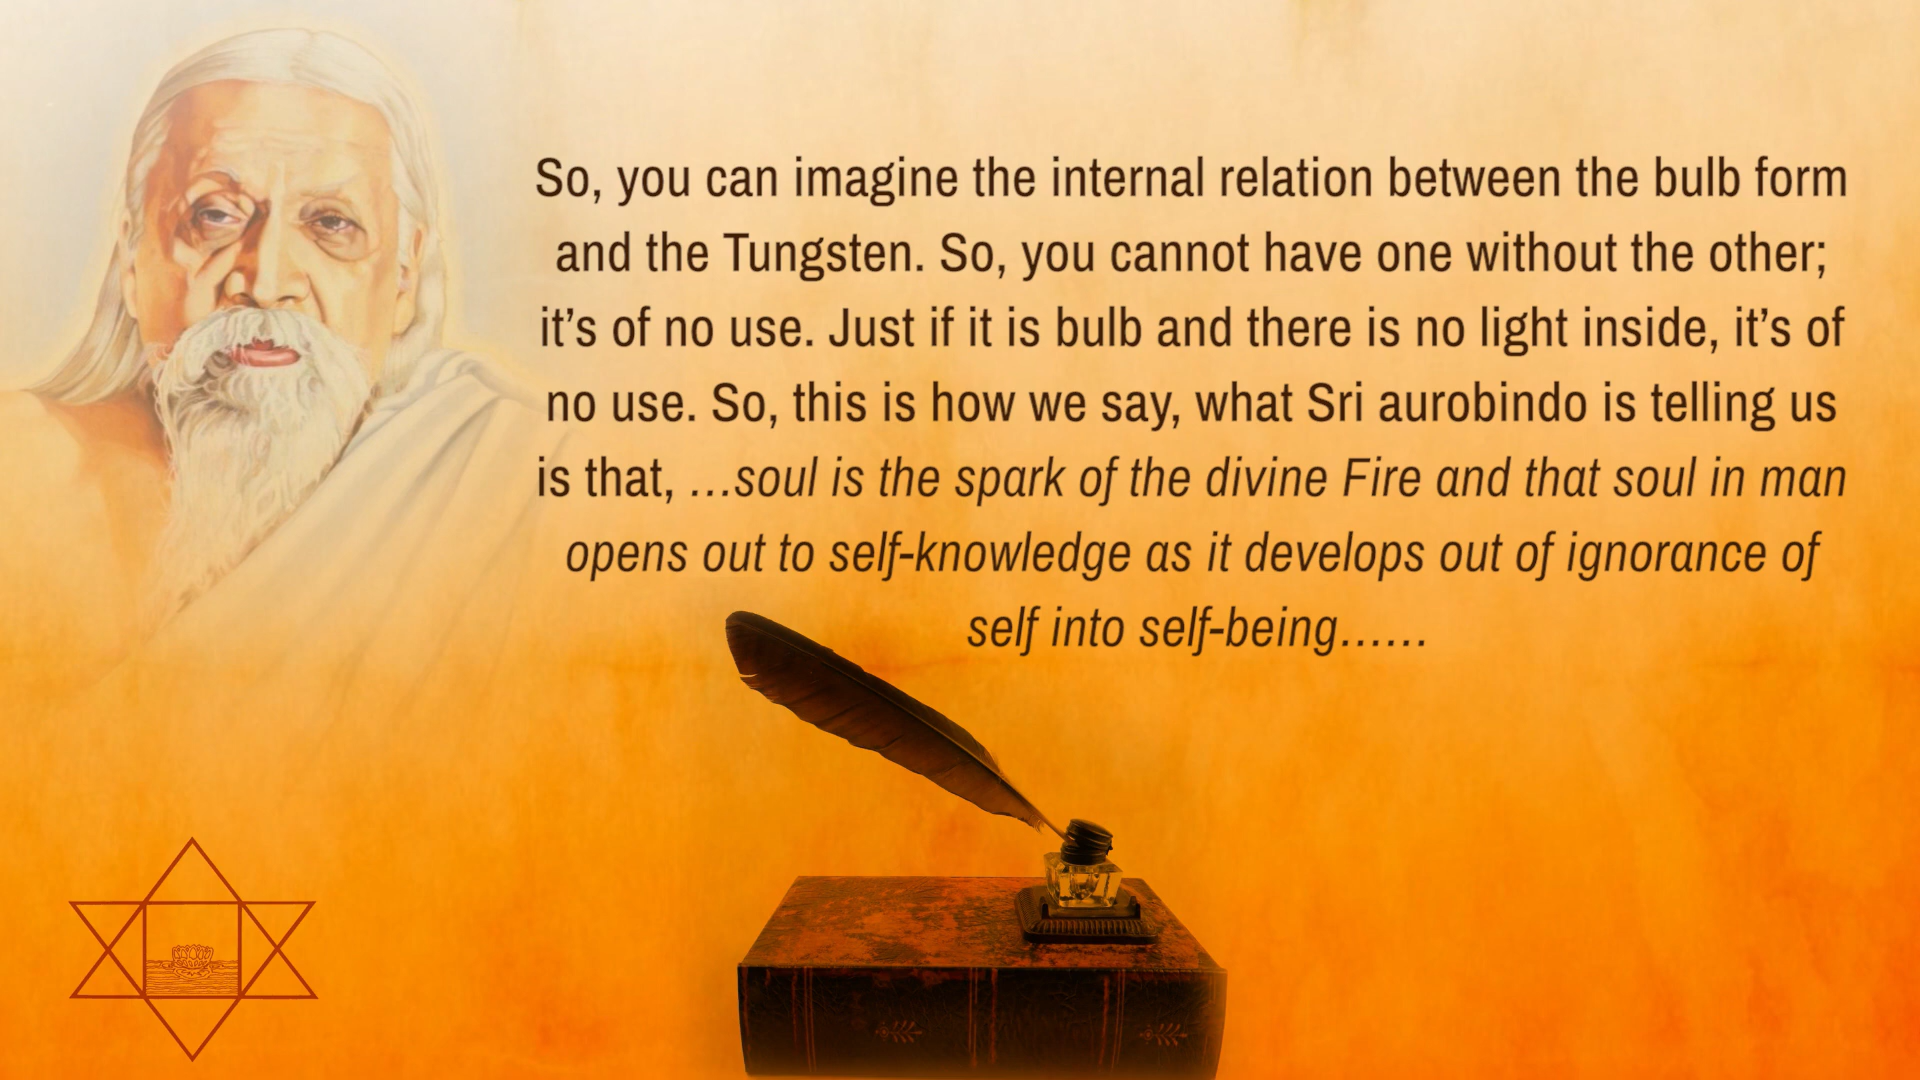 So, you can imagine the internal relation between the bulb form
and the Tungsten. So, you cannot have one without the other;
it’s of no use. Just if it is bulb and there is no light inside, it’s of
no use. So, this is how we say, what Sri aurobindo is telling us
is that, …soul is the spark of the divine Fire and that soul in man
opens out to self-knowledge as it develops out of ignorance of
self into self-being……